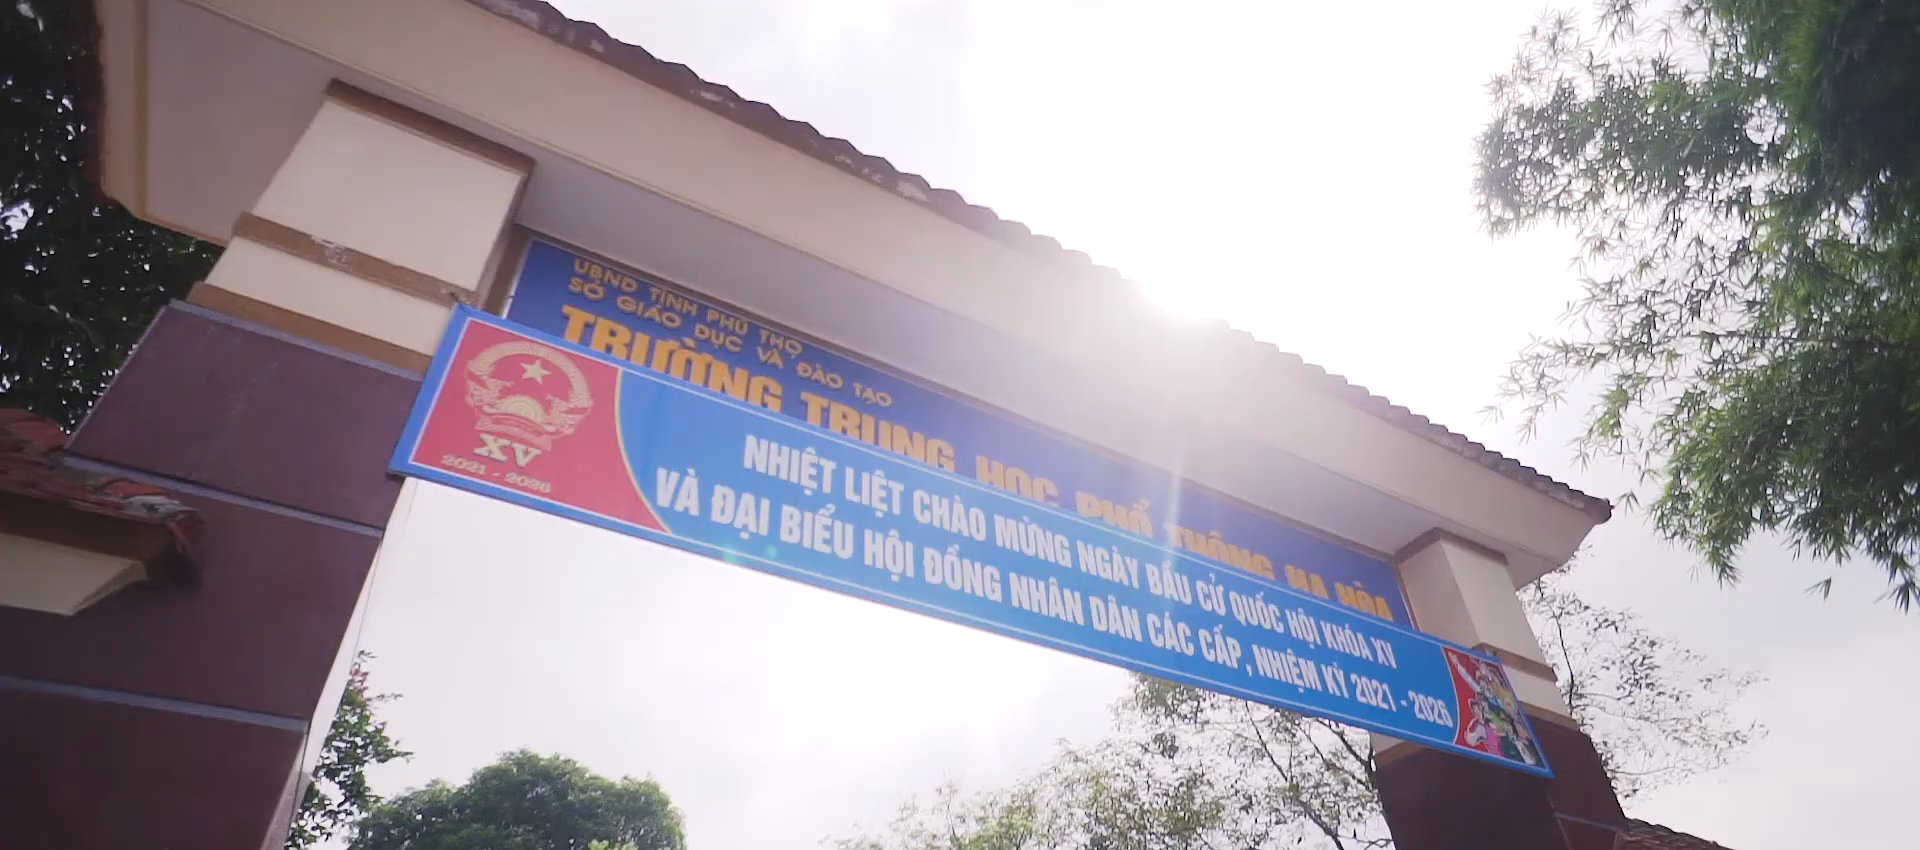 UBND TỈNH PHÚ THỌ
SỞ GIÁO DỤC VÀ ĐÀO TẠO
TRƯỜNG TRUNG HỌC PHỔ THÔNG HẠ HÒA
XV
2021 - 2026
NHIỆT LIỆT CHÀO MỪNG NGÀY BẦU CỬ QUỐC HỘI KHÓA XV
VÀ ĐẠI BIỂU HỘI ĐỒNG NHÂN DÂN CÁC CẤP , NHIỆM KỲ 2021 - 2026